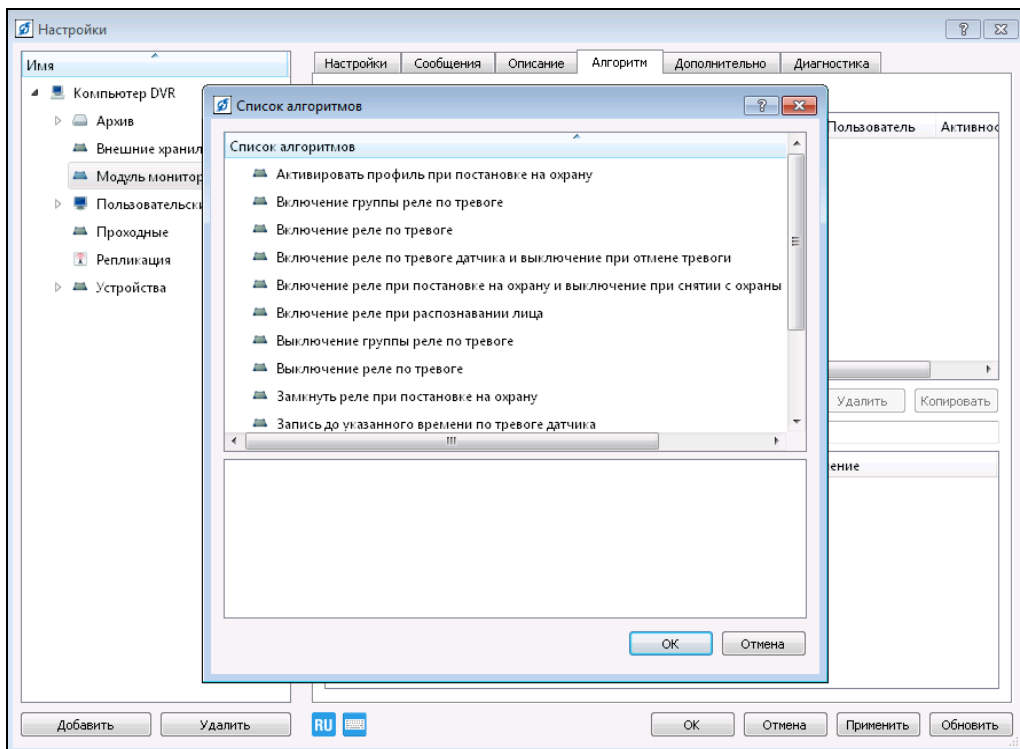 Настройки
Имя
Настройки Сообщения Описание Алгоритм Дополнительно Диагностика
Компьютер DVR
Архив
Внешние хранил
Модуль монитор
Пользовательски
Проходные
Репликация
Устройства
Список алгоритмов
Список алгоритмов
Активировать профиль при постановке на охрану
Включение группы реле по тревоге
Включение реле по тревоге
Включение реле по тревоге датчика и выключение при отмене тревоги
Включение реле при постановке на охрану и выключение при снятии с охраны
Включение реле при распознавании лица
Выключение группы реле по тревоге
Выключение реле по тревоге
Замкнуть реле при постановке на охрану
Запись до указанного времени по тревоге датчика
OK Отмена
Пользователь Активнос
Удалить Копировать
ение
Добавить Удалить RU OK Отмена Применить Обновить